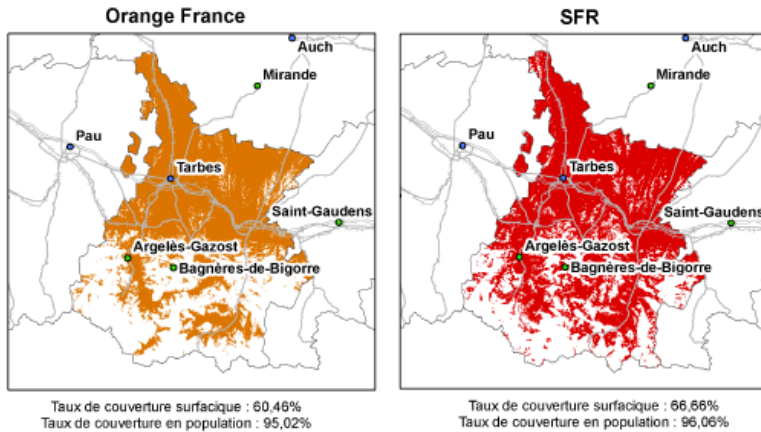 Orange France
Auch
Mirande
Pau
Tarbes
Saint-Gaudens
Argelès-Gazost
Bagnères-de-Bigorre
Taux de couverture surfacique : 60,46%
Taux de couverture en population : 95,02%
SFR
Auch
Mirande
Pau
Tarbes
Saint-Gaudens
Argelès-Gazost
Bagnères-de-Bigorre
Taux de couverture surfacique : 66,66%
Taux de couverture en population : 96,06%